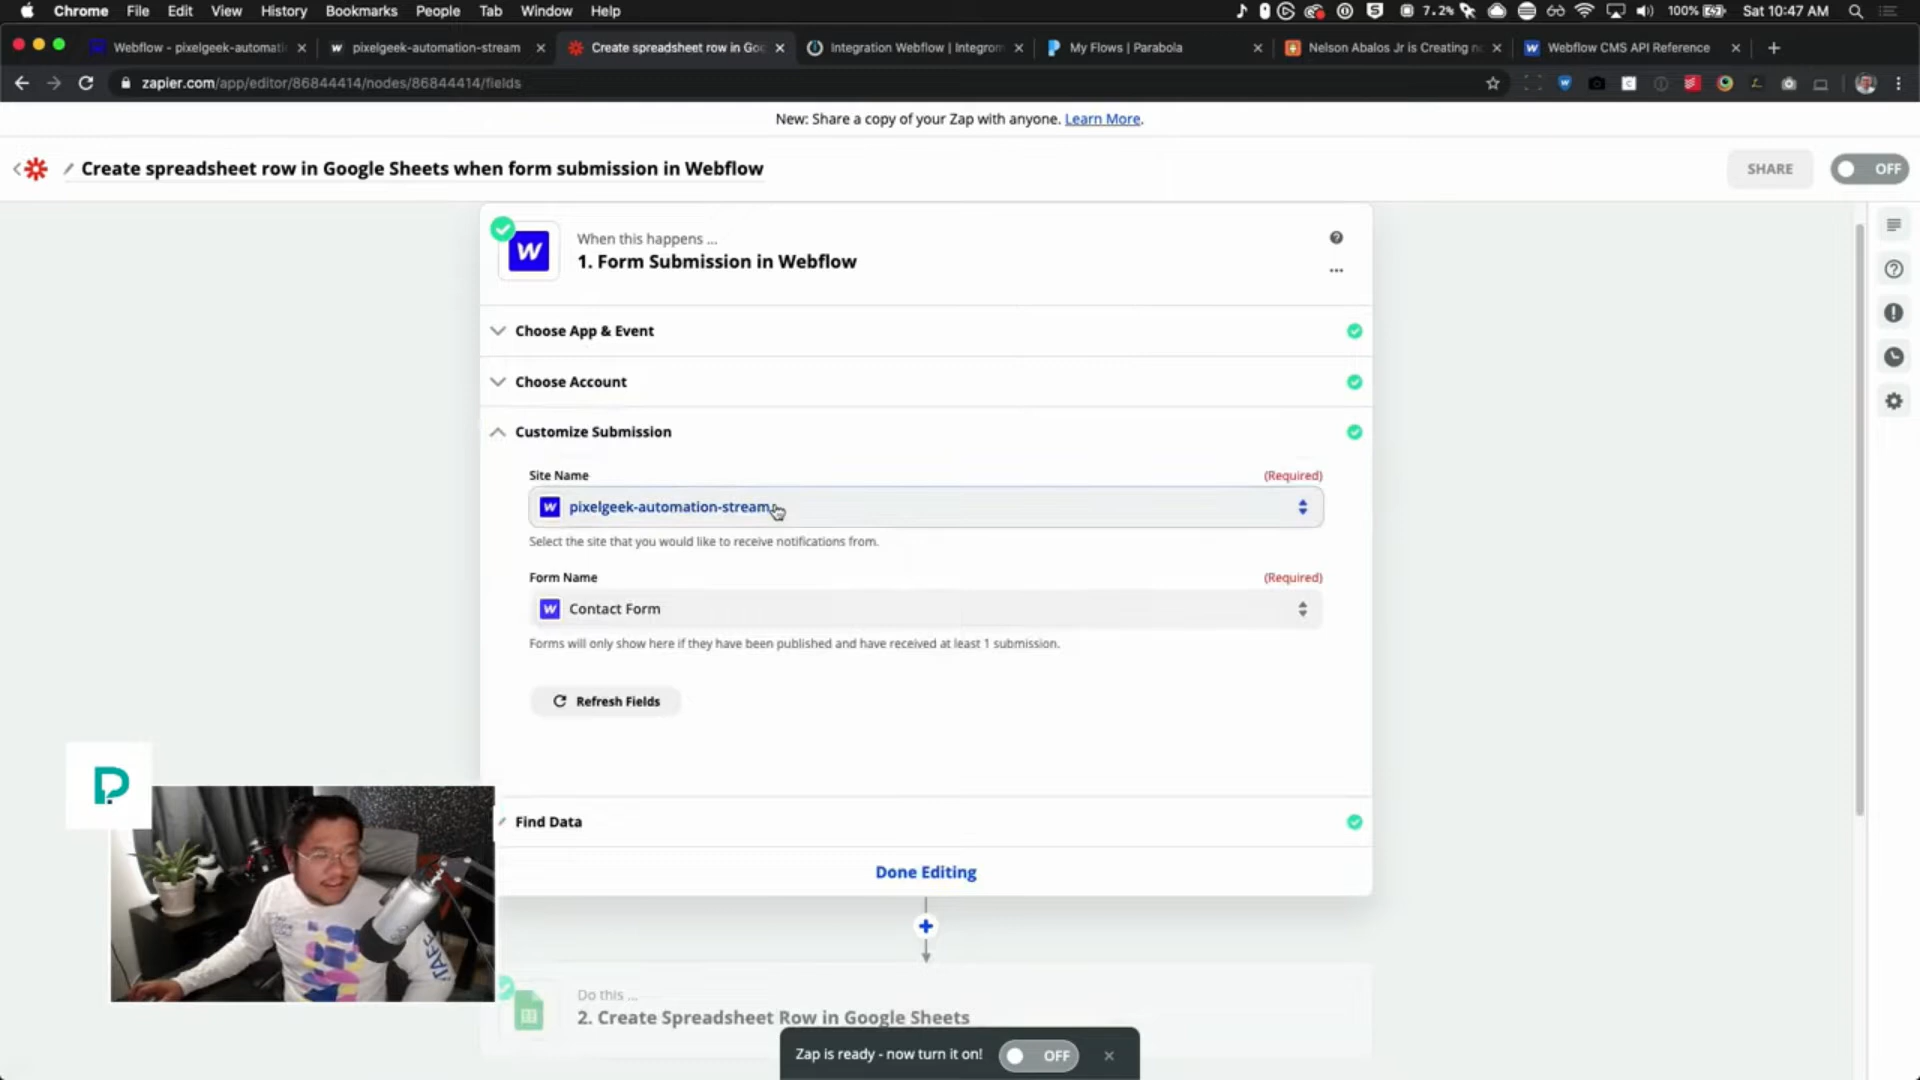 Chrome File Edit View History Bookmarks People Tab Window Help 7.2% 100% Sat 10:47 AM
Webflow - pixelgeek-automati
pixelgeek-automation-stream
Create spreadsheet row in Goo
Integration Webflow | Integrom
My Flows | Parabola
Nelson Abalos Jr is Creating n
Webflow CMS API Reference
zapier.com/app/editor/86844414/nodes/86844414/fields
New: Share a copy of your Zap with anyone. Learn More.
Create spreadsheet row in Google Sheets when form submission in Webflow
SHARE
OFF
When this happens ...
1. Form Submission in Webflow
Choose App & Event
Choose Account
Customize Submission
Site Name (Required)
pixelgeek-automation-stream
Select the site that you would like to receive notifications from.
Form Name (Required)
Contact Form
Forms will only show here if they have been published and have received at least 1 submission.
Refresh Fields
Find Data
Done Editing
Do this ...
2. Create Spreadsheet Row in Google Sheets
Zap is ready - now turn it on! OFF